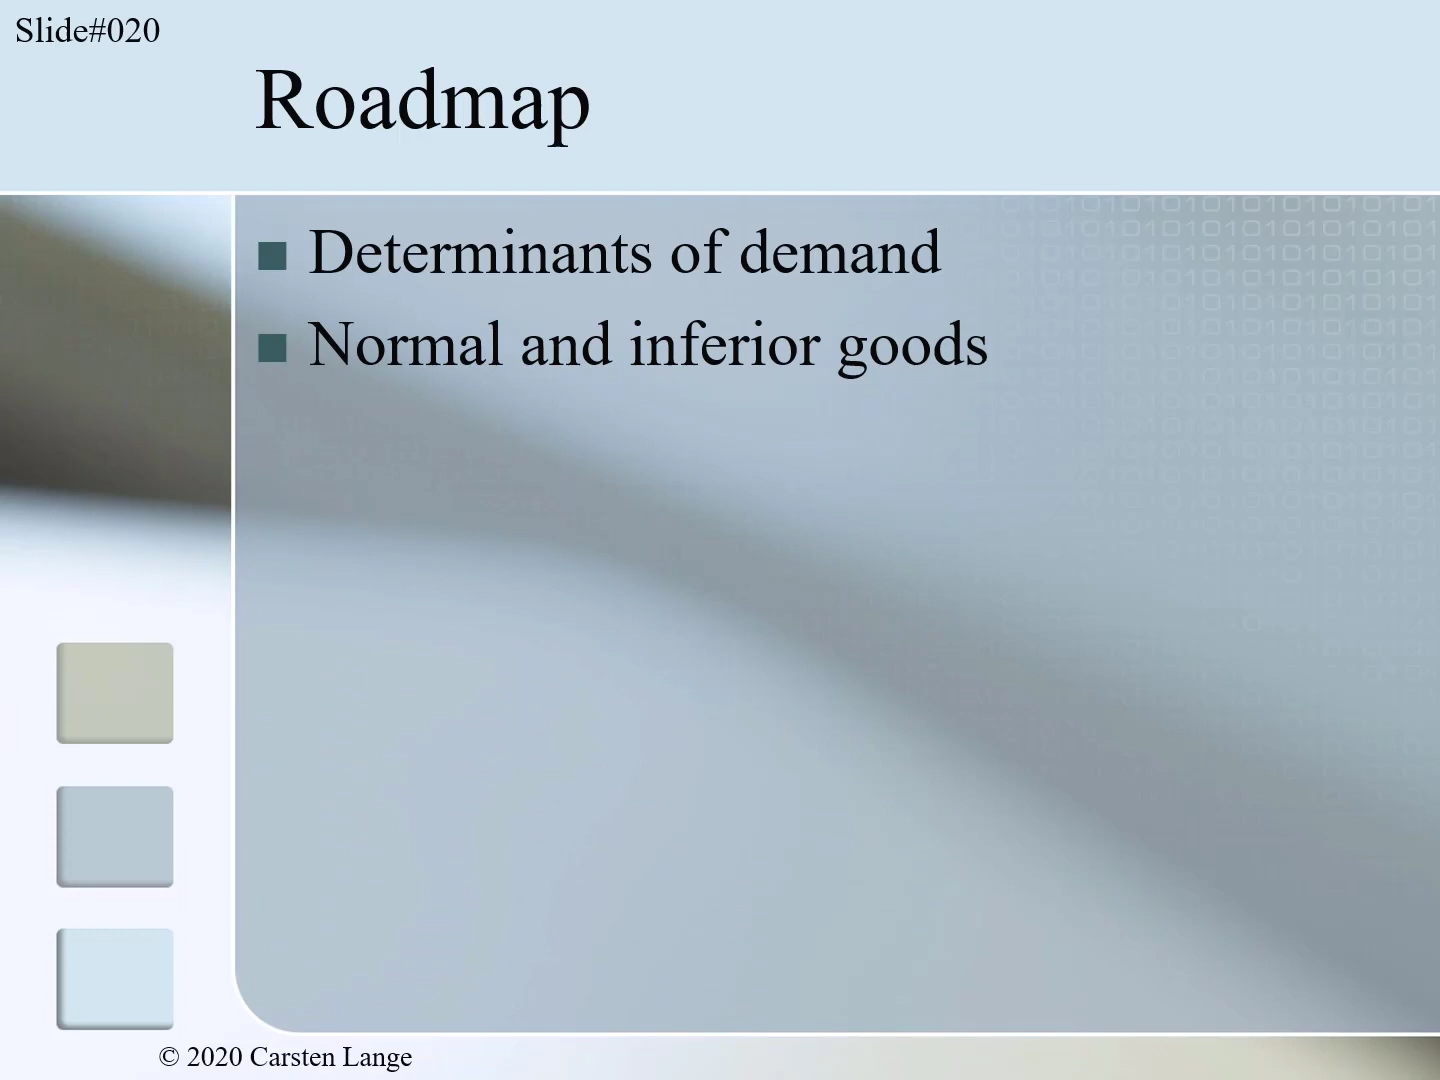 Slide#020
Roadmap
Determinants of demand
Normal and inferior goods
© 2020 Carsten Lange